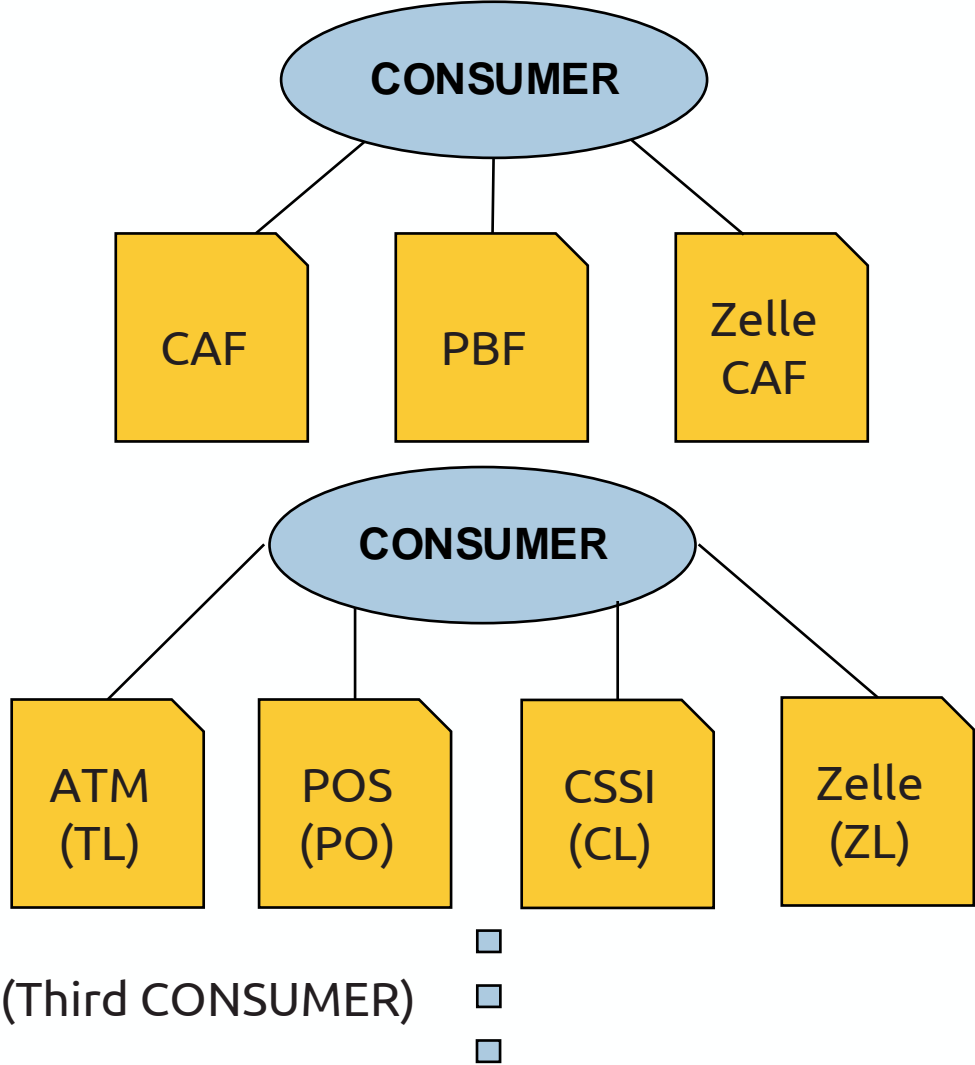 CONSUMER
CAF
PBF
Zelle
CAF
CONSUMER
ATM
(TL)
POS
(PO)
CSSI
(CL)
Zelle
(ZL)
(Third CONSUMER)